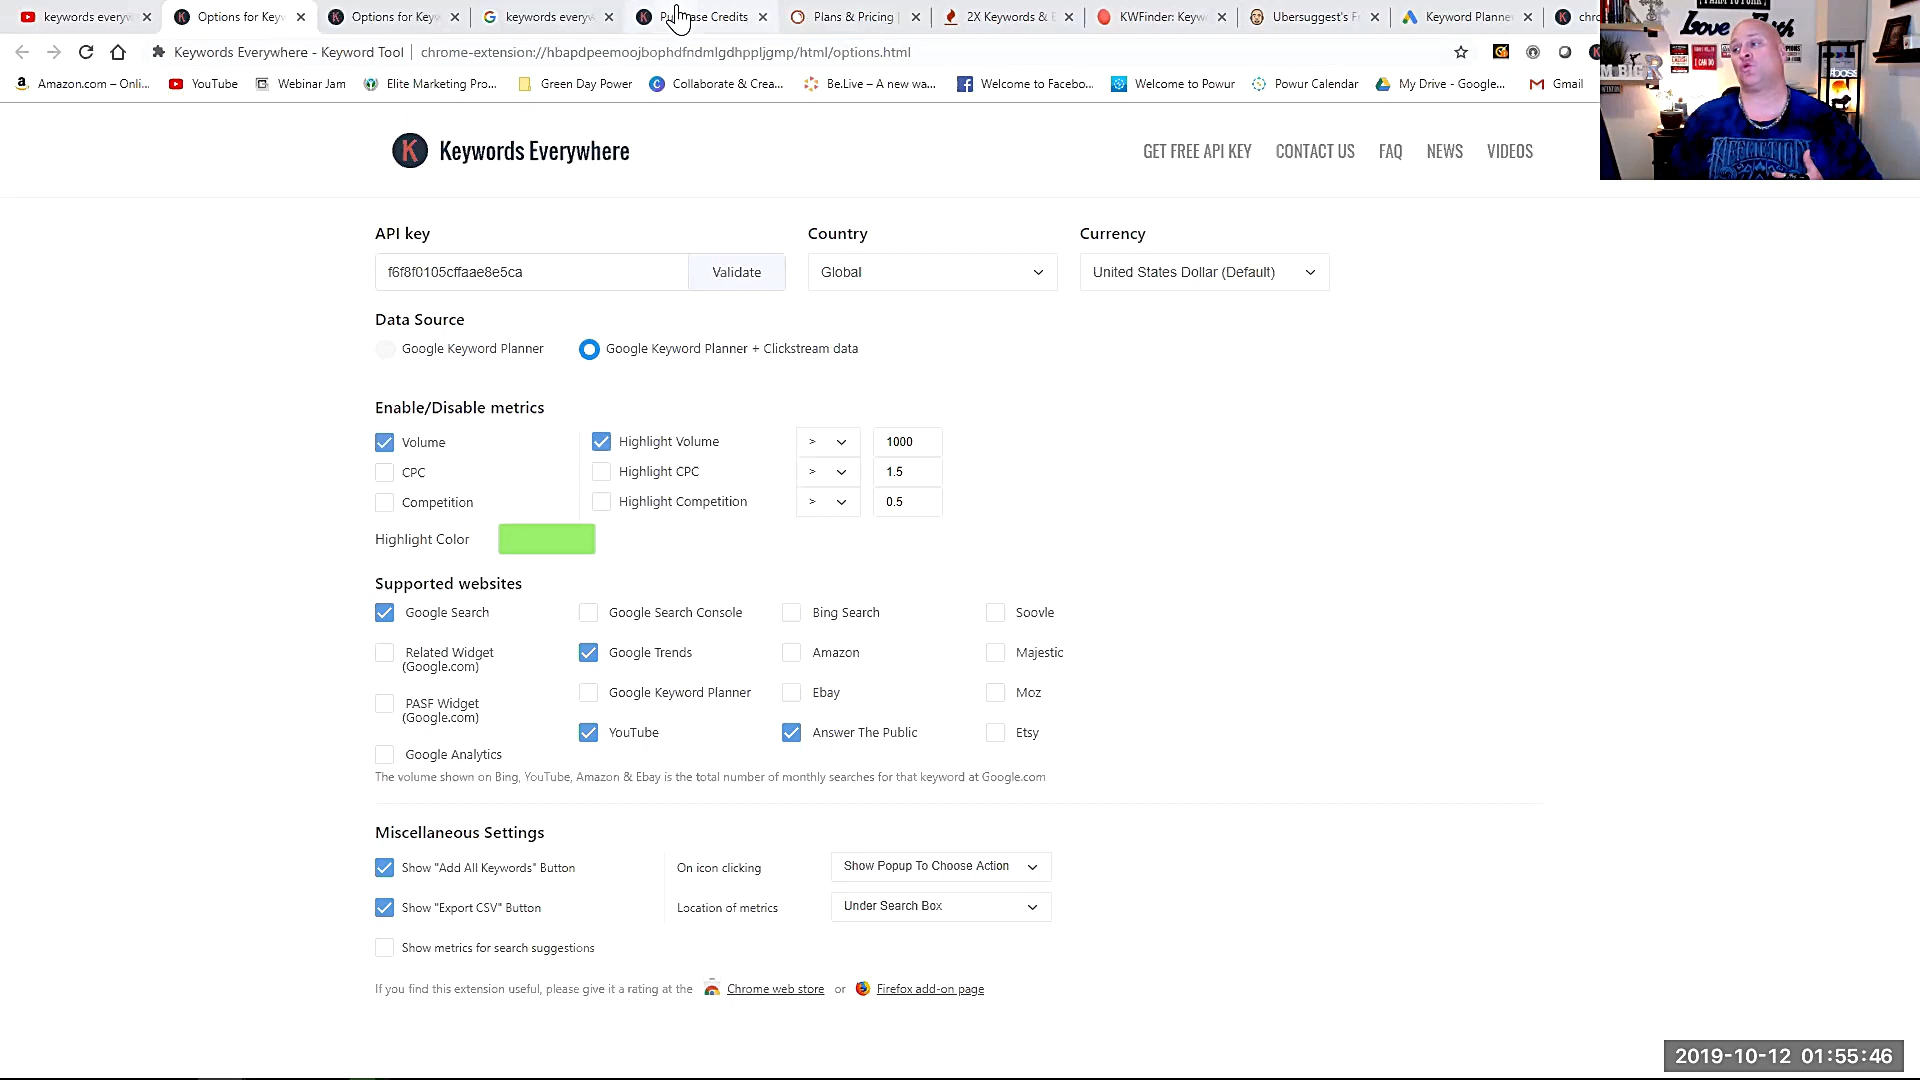 keywords every
Options for Key
Options for Key
keywords every
Purchase Credits
Plans & Pricing
2X Keywords &
KWFinder: Keyw
Ubersuggest's F
Keyword Planne
Keywords Everywhere - Keyword Tool
chrome-extension://hbapdpeemoojbophdfndmlgdhppljgmp/html/options.html
Amazon.com – Onli...
YouTube
Webinar Jam
Elite Marketing Pro...
Green Day Power
Collaborate & Crea...
Be.Live – A new wa...
Welcome to Facebo...
Welcome to Powur
Powur Calendar
My Drive - Google...
Gmail
K Keywords Everywhere
GET FREE API KEY
CONTACT US
FAQ
NEWS
VIDEOS
API key
Country
Currency
f6f8f0105cffaae8e5ca
Validate
Global
United States Dollar (Default)
Data Source
Google Keyword Planner
Google Keyword Planner + Clickstream data
Enable/Disable metrics
Volume
Highlight Volume > 1000
CPC
Highlight CPC > 1.5
Competition
Highlight Competition > 0.5
Highlight Color
Supported websites
Google Search
Google Search Console
Bing Search
Soovle
Related Widget
(Google.com)
Google Trends
Amazon
Majestic
PASF Widget
(Google.com)
Google Keyword Planner
Ebay
Moz
Google Analytics
YouTube
Answer The Public
Etsy
The volume shown on Bing, YouTube, Amazon & Ebay is the total number of monthly searches for that keyword at Google.com
Miscellaneous Settings
Show "Add All Keywords" Button
On icon clicking
Show Popup To Choose Action
Show "Export CSV" Button
Location of metrics
Under Search Box
Show metrics for search suggestions
If you find this extension useful, please give it a rating at the Chrome web store or Firefox add-on page
2019-10-12 01:55:46